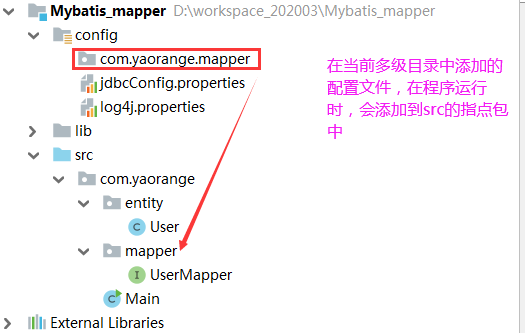 Mybatis_mapper D:\workspace_202003\Mybatis_mapper
config
com.yaorange.mapper
jdbcConfig.properties
log4j.properties
lib
src
com.yaorange
entity
C User
mapper
I UserMapper
C Main
External Libraries
在当前多级目录中添加的
配置文件，在程序运行
时，会添加到src的指点包
中